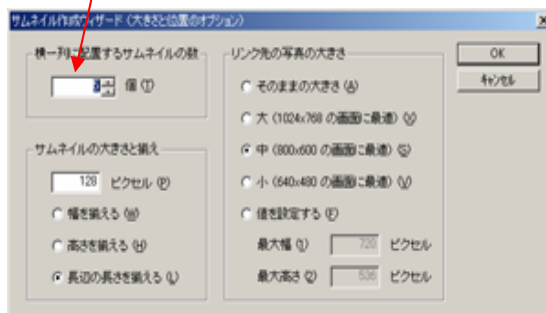 サムネイル作成ウィザード (大きさと位置のオプション)
横一列に配置するサムネイルの数
個 (T)
サムネイルの大きさと揃え
128 ピクセル (P)
幅を揃える (W)
高さを揃える (H)
長辺の長さを揃える (L)
リンク先の写真の大きさ
そのままの大きさ (A)
大 (1024x768 の画面に最適)
中 (800x600 の画面に最適)
小 (640x480 の画面に最適)
値を設定する
最大幅 (1) 720 ピクセル
最大高さ (2) 536 ピクセル
OK
キャンセル